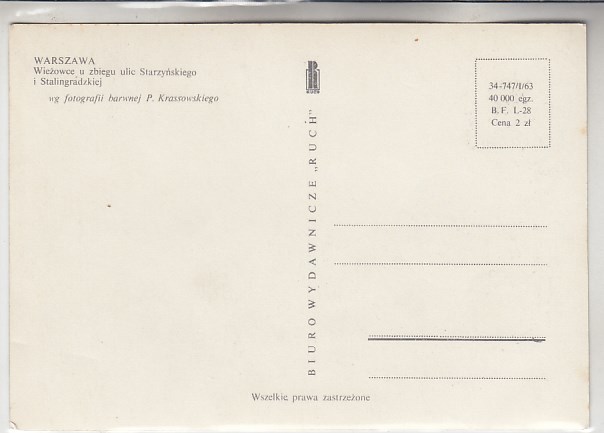 WARSZAWA
Wieżowce u zbiegu ulic Starzyńskiego
i Stalingradzkiej
wg fotografii barwnej P. Krassowskiego
RUCH
BIURO WYDAWNICZE „RUCH"
34-747/I/63
40 000 egz.
B. F. L-28
Cena 2 zł
Wszelkie prawa zastrzeżone